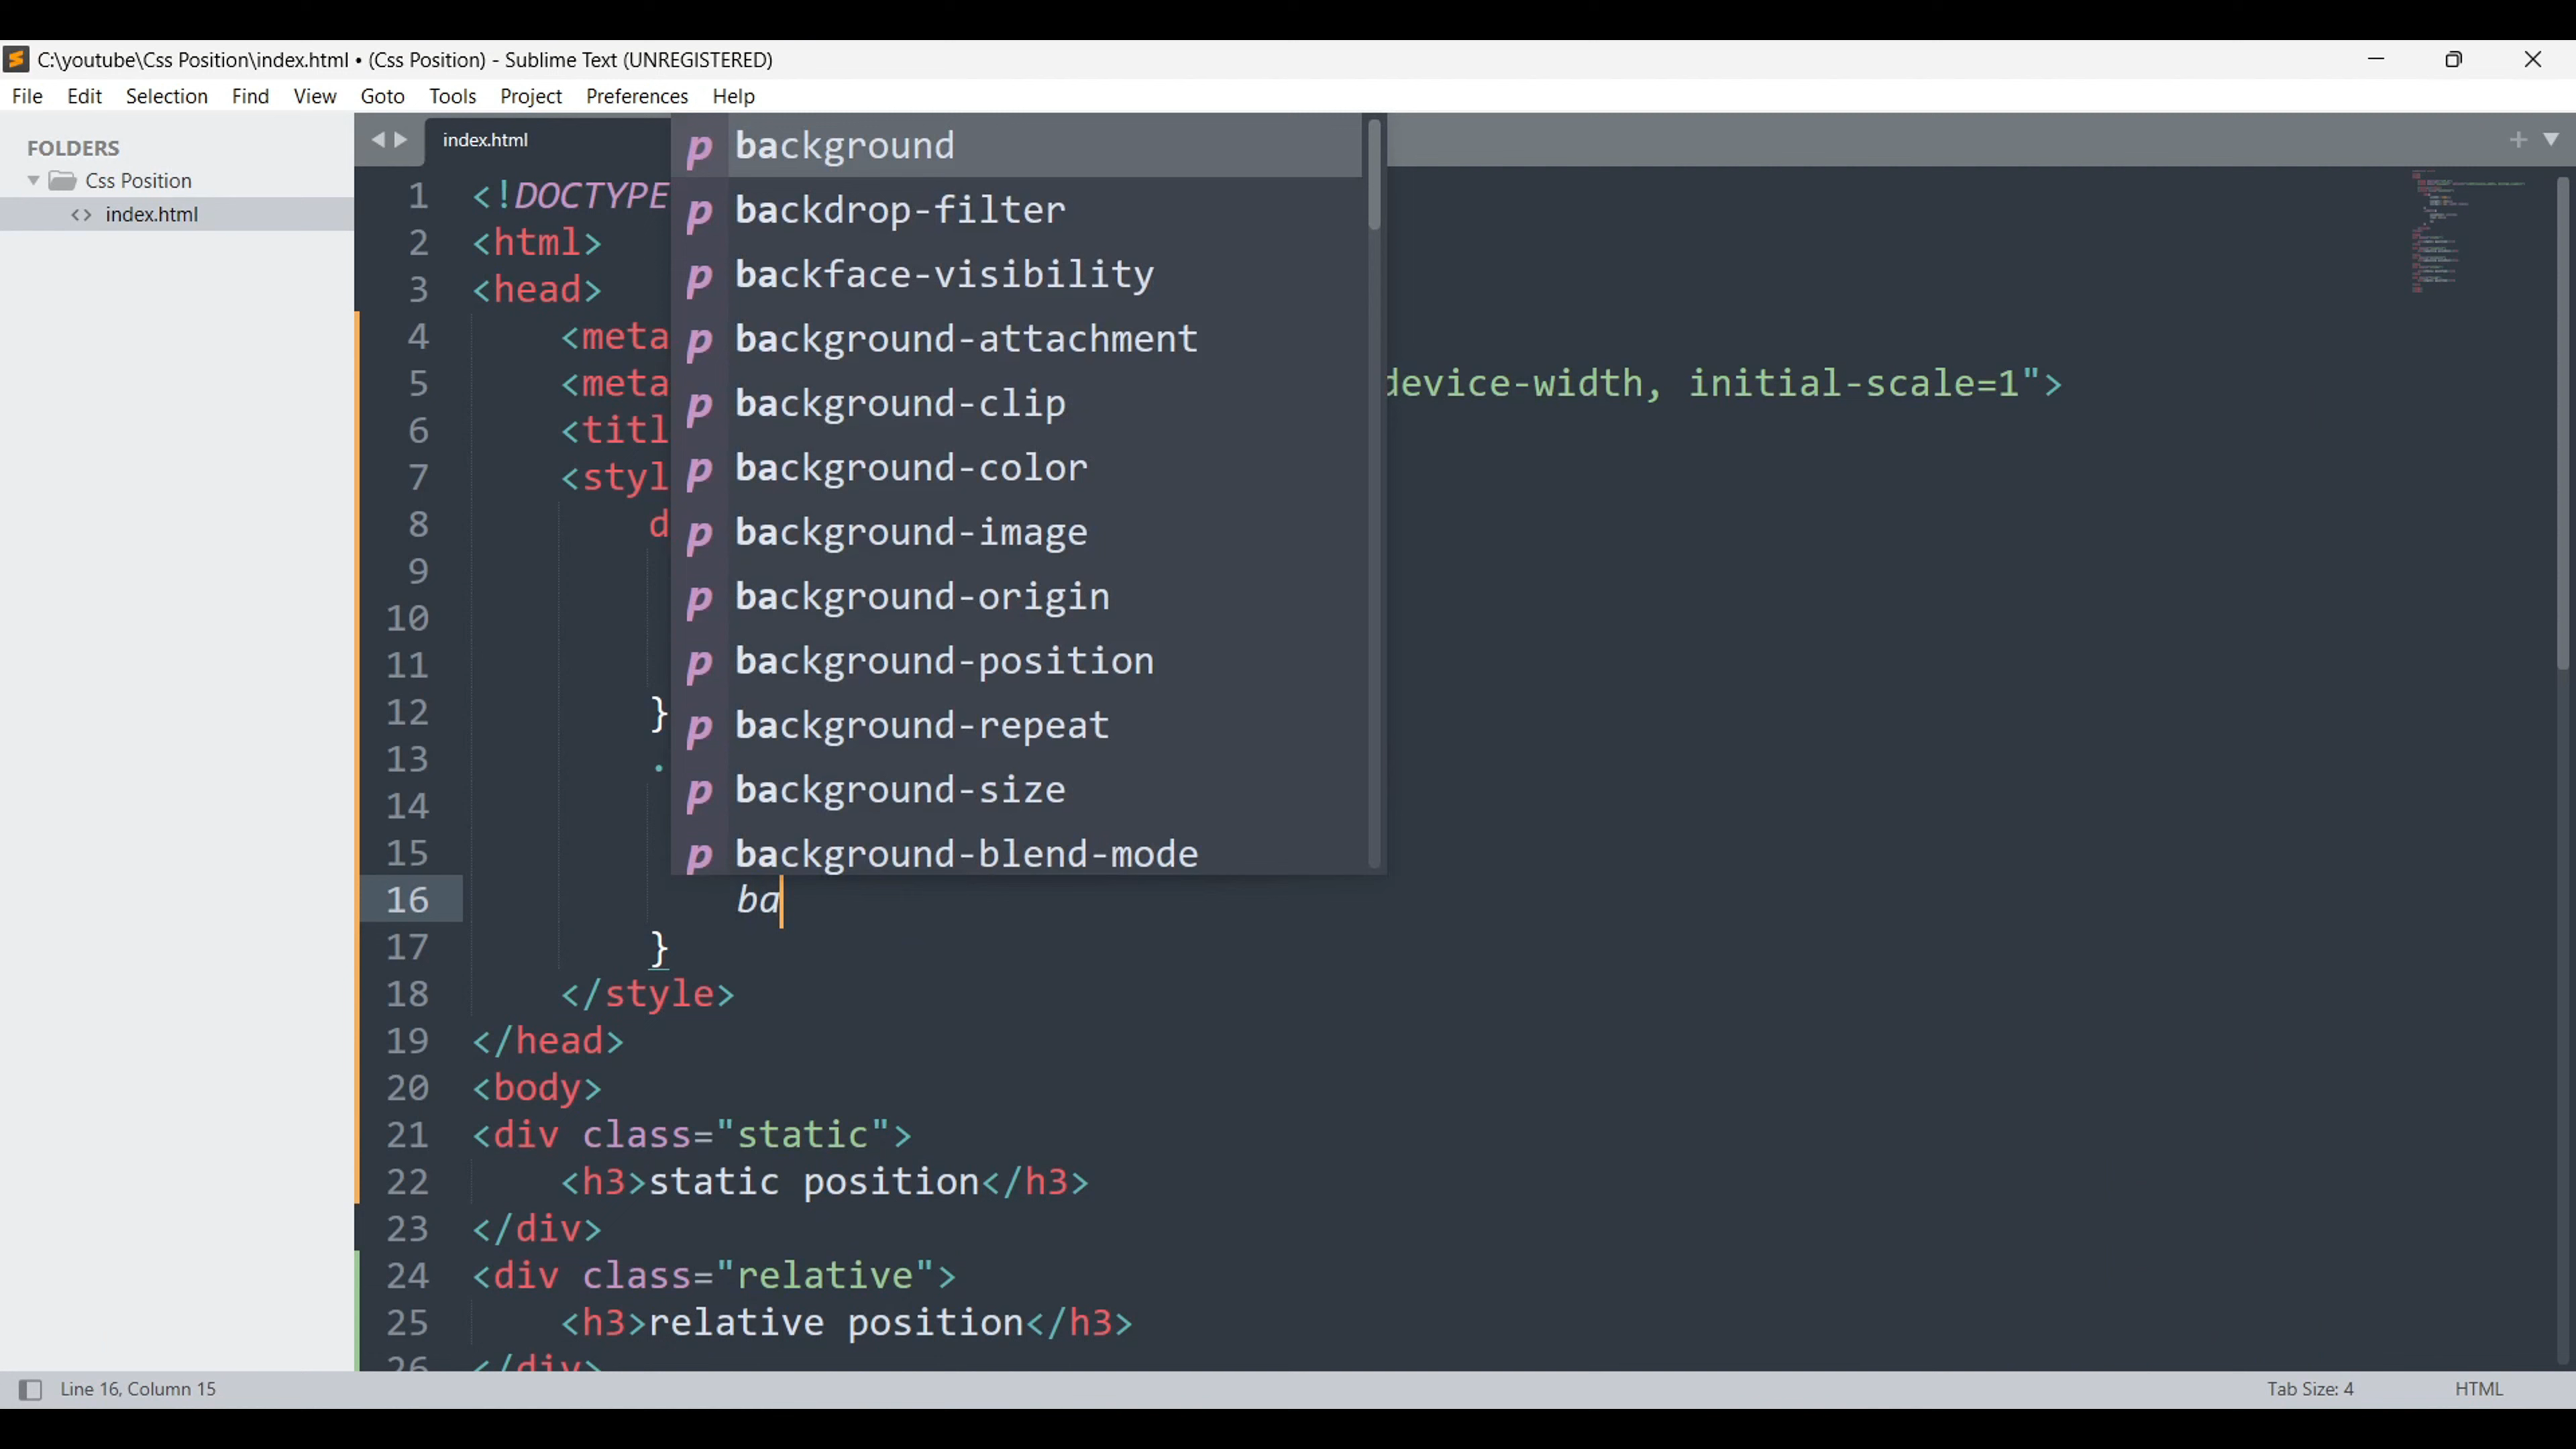 C:\youtube\Css Position\index.html • (Css Position) - Sublime Text (UNREGISTERED)
File Edit Selection Find View Goto Tools Project Preferences Help
FOLDERS
Css Position
<> index.html
index.html
p background
p backdrop-filter
p backface-visibility
p background-attachment
p background-clip
p background-color
p background-image
p background-origin
p background-position
p background-repeat
p background-size
p background-blend-mode
1 <!DOCTYPE
2 <html>
3 <head>
4 <meta
5 <meta device-width, initial-scale=1">
6 <titl
7 <styl
8 d
9
10
11
12 }
13 .
14
15
16 ba
17 }
18 </style>
19 </head>
20 <body>
21 <div class="static">
22 <h3>static position</h3>
23 </div>
24 <div class="relative">
25 <h3>relative position</h3>
26 </div>
Line 16, Column 15
Tab Size: 4
HTML